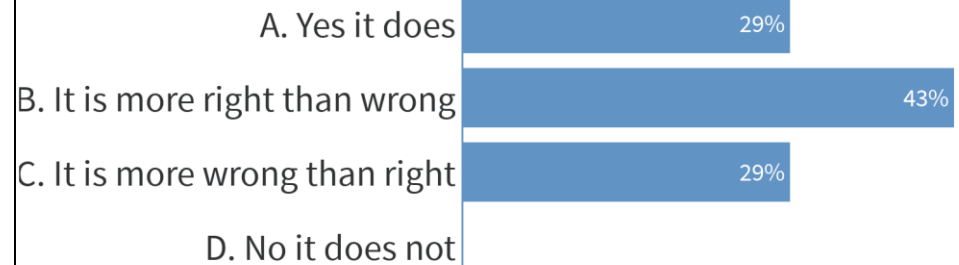 A. Yes it does 29%
B. It is more right than wrong 43%
C. It is more wrong than right 29%
D. No it does not